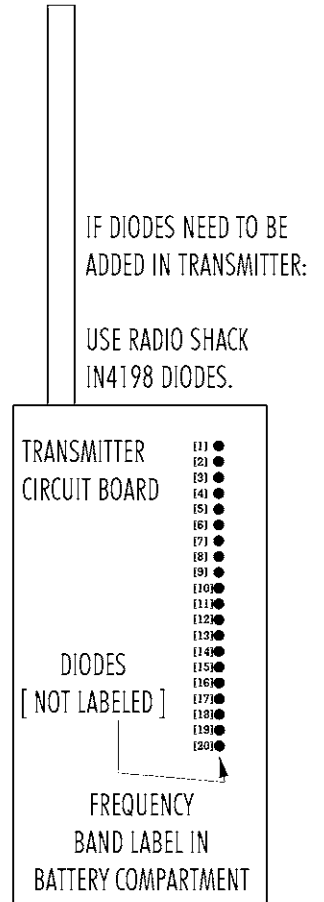 IF DIODES NEED TO BE
ADDED IN TRANSMITTER:
USE RADIO SHACK
IN4198 DIODES.
TRANSMITTER
CIRCUIT BOARD
[1]
[2]
[3]
[4]
[5]
[6]
[7]
[8]
[9]
[10]
[11]
[12]
[13]
[14]
[15]
[16]
[17]
[18]
[19]
[20]
DIODES
[ NOT LABELED ]
FREQUENCY
BAND LABEL IN
BATTERY COMPARTMENT